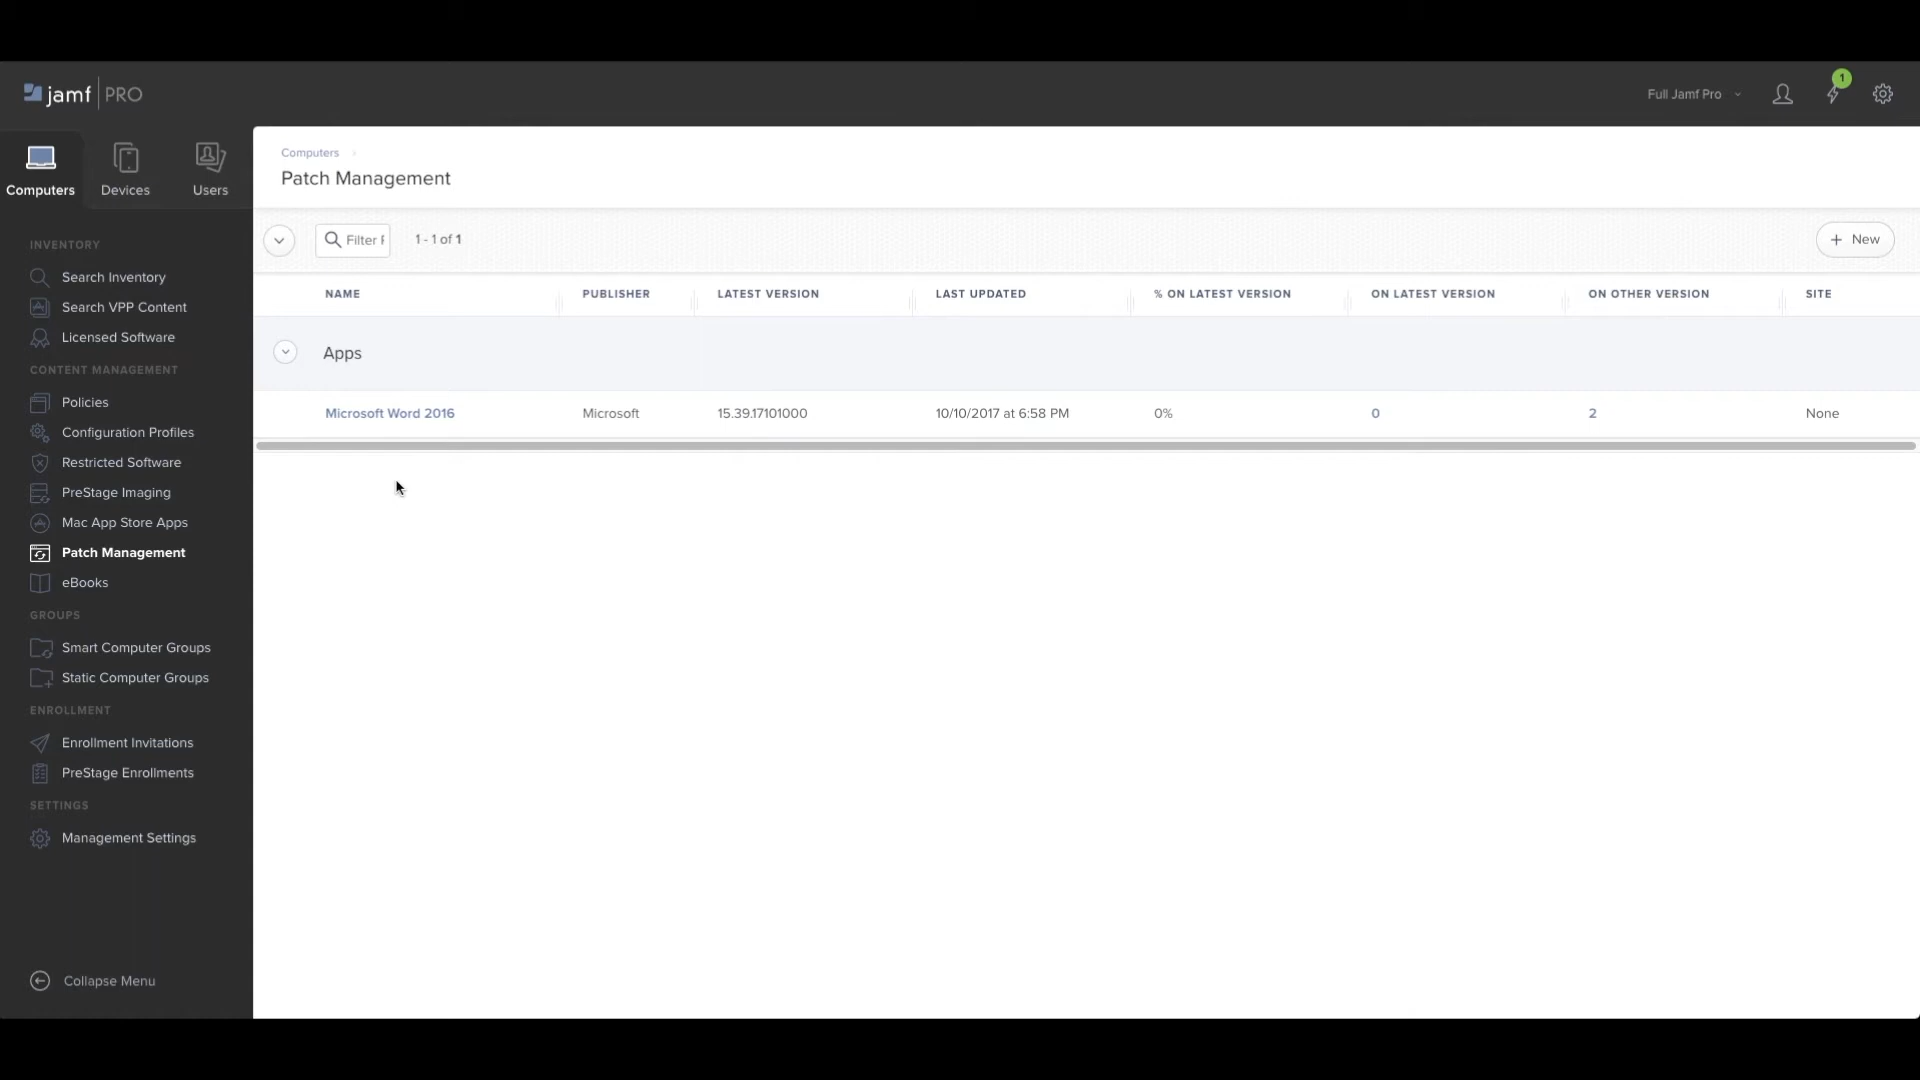 jamf PRO
Full Jamf Pro
1
Computers
Devices
Users
Computers
Patch Management
Filter
1 - 1 of 1
New
INVENTORY
Search Inventory
Search VPP Content
Licensed Software
CONTENT MANAGEMENT
Policies
Configuration Profiles
Restricted Software
PreStage Imaging
Mac App Store Apps
Patch Management
eBooks
GROUPS
Smart Computer Groups
Static Computer Groups
ENROLLMENT
Enrollment Invitations
PreStage Enrollments
SETTINGS
Management Settings
Collapse Menu
NAME PUBLISHER LATEST VERSION LAST UPDATED % ON LATEST VERSION ON LATEST VERSION ON OTHER VERSION SITE
Apps
Microsoft Word 2016 Microsoft 15.39.17101000 10/10/2017 at 6:58 PM 0% 0 2 None